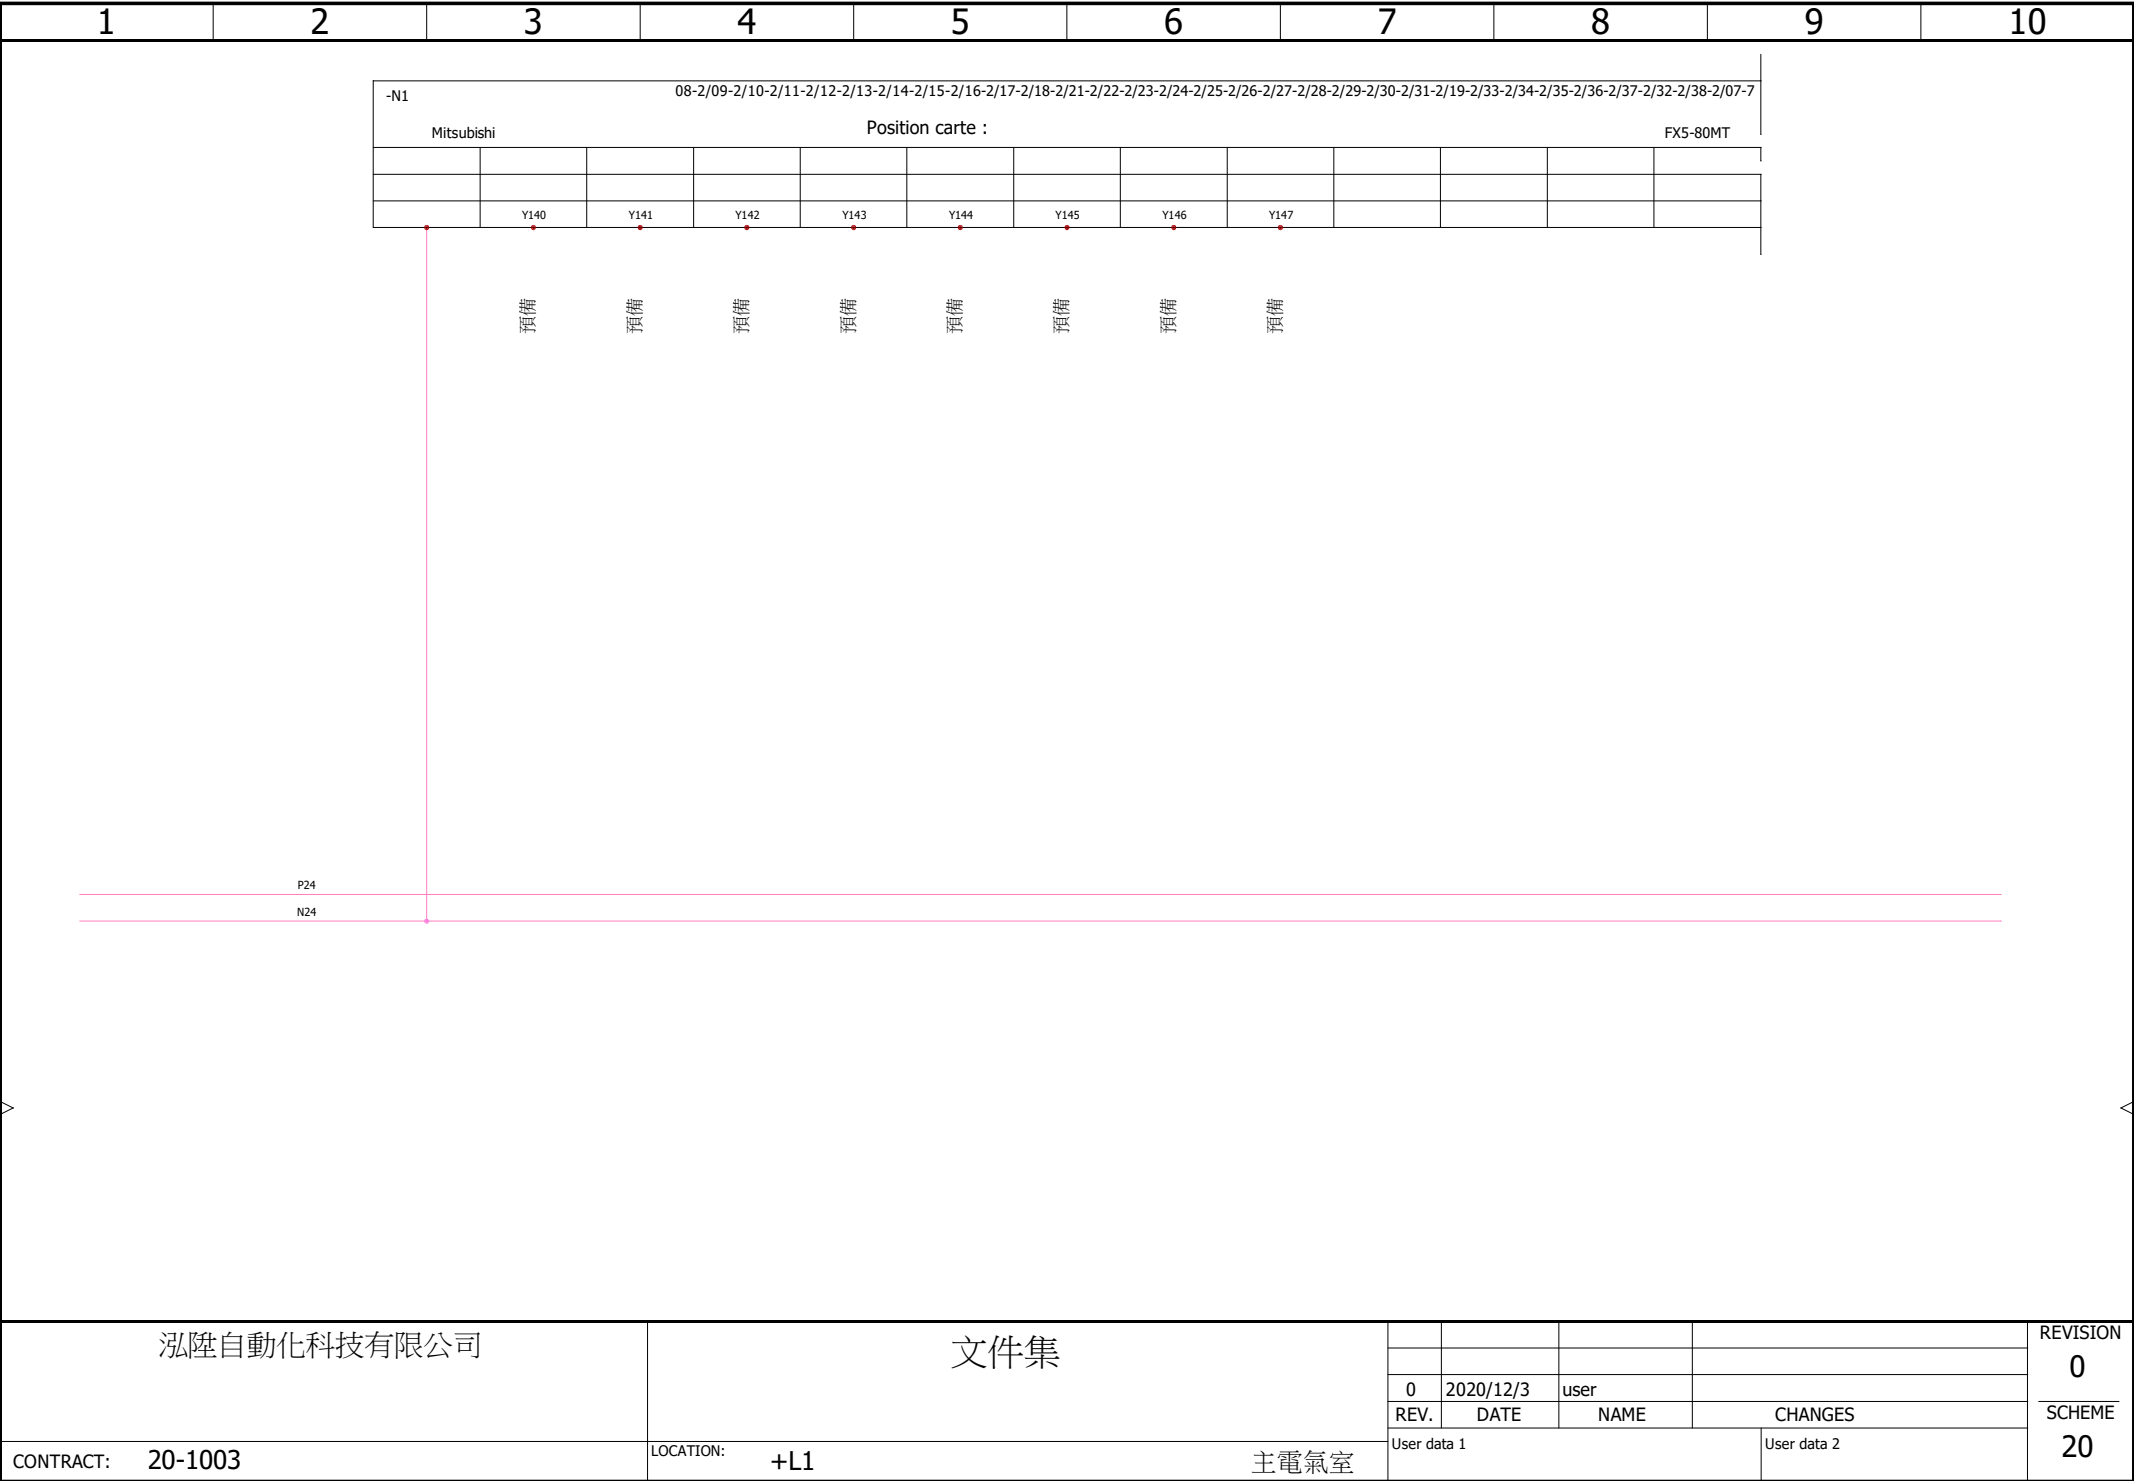 1 2 3 4 5 6 7 8 9 10
-N1 08-2/09-2/10-2/11-2/12-2/13-2/14-2/15-2/16-2/17-2/18-2/21-2/22-2/23-2/24-2/25-2/26-2/27-2/28-2/29-2/30-2/31-2/19-2/33-2/34-2/35-2/36-2/37-2/32-2/38-2/07-7
Mitsubishi Position carte : FX5-80MT
Y140 Y141 Y142 Y143 Y144 Y145 Y146 Y147
預備 預備 預備 預備 預備 預備 預備 預備
P24
N24
泓陞自動化科技有限公司
文件集
0 2020/12/3 user
REV. DATE NAME CHANGES
REVISION
0
SCHEME
20
CONTRACT: 20-1003
LOCATION: +L1 主電氣室
User data 1
User data 2